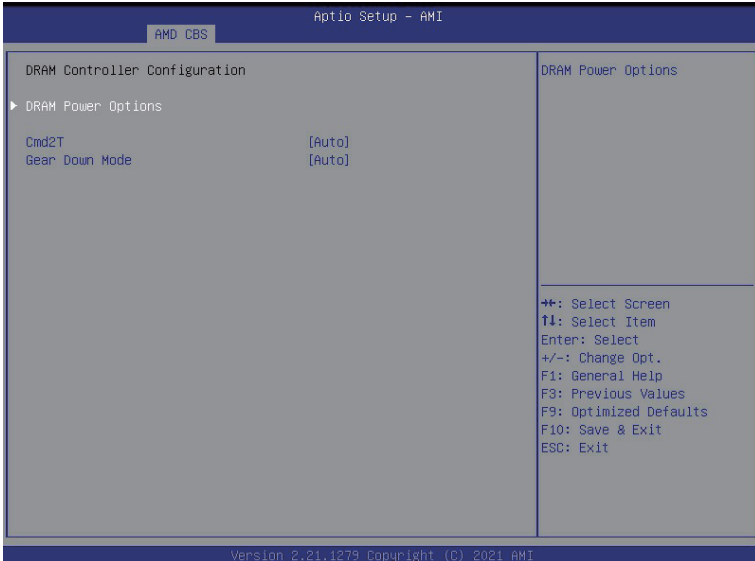 Aptio Setup - AMI
AMD CBS
DRAM Controller Configuration
DRAM Power Options
Cmd2T [Auto]
Gear Down Mode [Auto]
DRAM Power Options
→←: Select Screen
↑↓: Select Item
Enter: Select
+/-: Change Opt.
F1: General Help
F3: Previous Values
F9: Optimized Defaults
F10: Save & Exit
ESC: Exit
Version 2.21.1279 Copyright (C) 2021 AMI